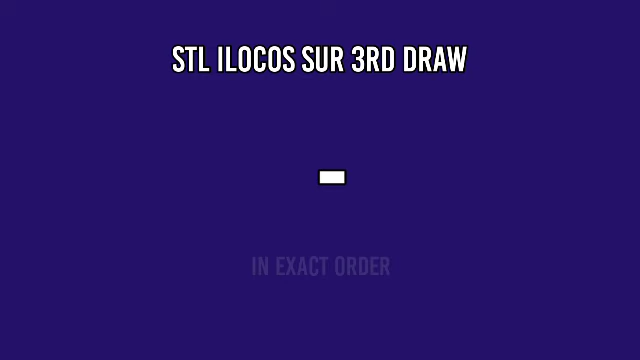 STL ILOCOS SUR 3RD DRAW
-
IN EXACT ORDER